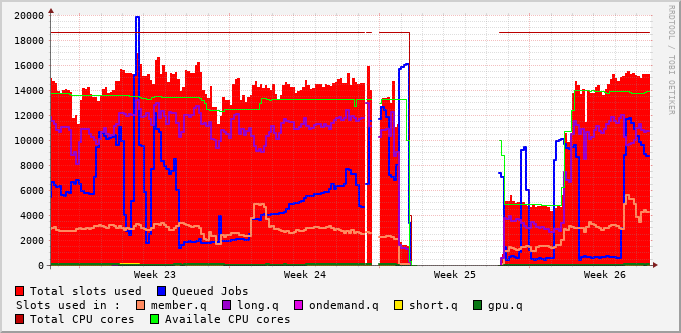 RRDTOOL / TOBI OETIKER
20000
18000
16000
14000
12000
10000
8000
6000
4000
2000
0
Week 23 Week 24 Week 25 Week 26
Total slots used Queued Jobs
Slots used in : member.q long.q ondemand.q short.q gpu.q
Total CPU cores Availale CPU cores